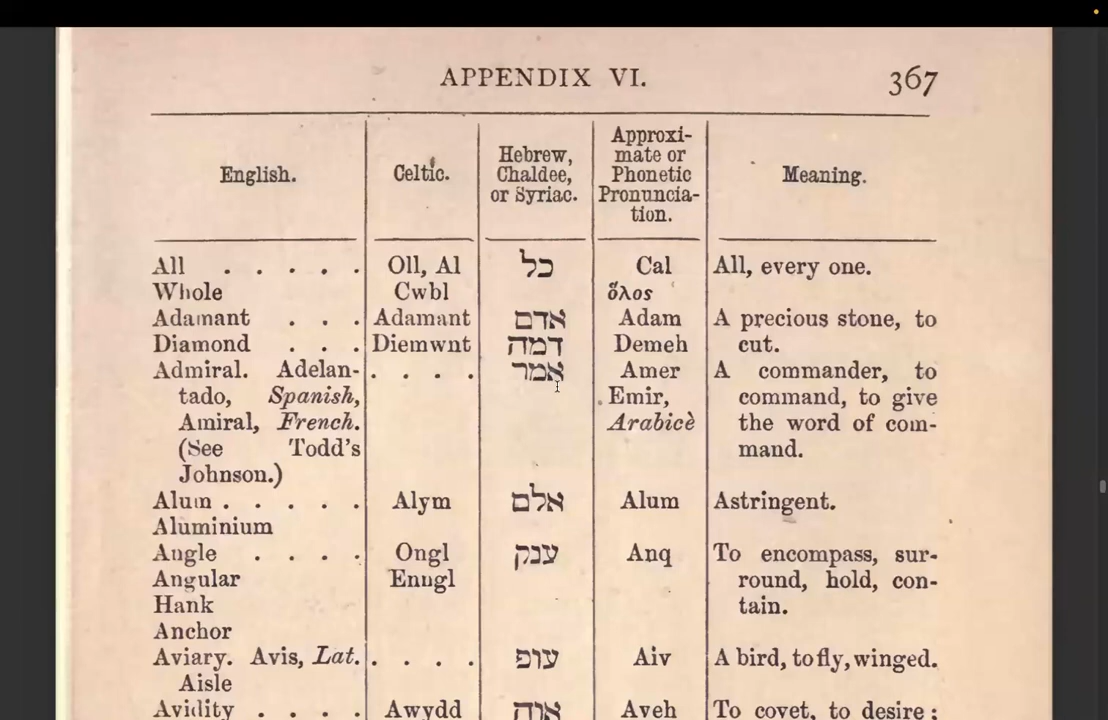 APPENDIX VI. 367
English. Celtic. Hebrew, Chaldee, or Syriac. Approxi-mate or Phonetic Pronuncia-tion. Meaning.
All . . . . . Oll, Al כל Cal All, every one.
Whole Cwbl ὅλος
Adamant . . . Adamant אדם Adam A precious stone, to
Diamond . . . Diemwnt דמה Demeh cut.
Admiral. Adelan- . . . . אמר Amer A commander, to
tado, Spanish, Emir, command, to give
Amiral, French. Arabicè the word of com-
(See Todd's mand.
Johnson.)
Alum . . . . . Alym אלם Alum Astringent.
Aluminium
Angle . . . . Ongl ענק Anq To encompass, sur-
Angular Enngl round, hold, con-
Hank tain.
Anchor
Aviary. Avis, Lat. . . . . עופ Aiv A bird, to fly, winged.
Aisle
Avidity . . . . Awydd אוה Aveh To covet, to desire;